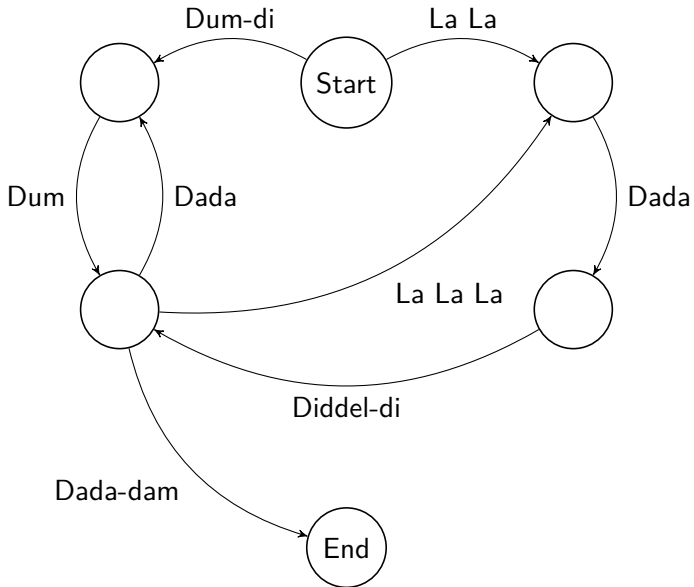 Dum-di
La La
Start
Dum
Dada
Dada
La La La
Diddel-di
Dada-dam
End